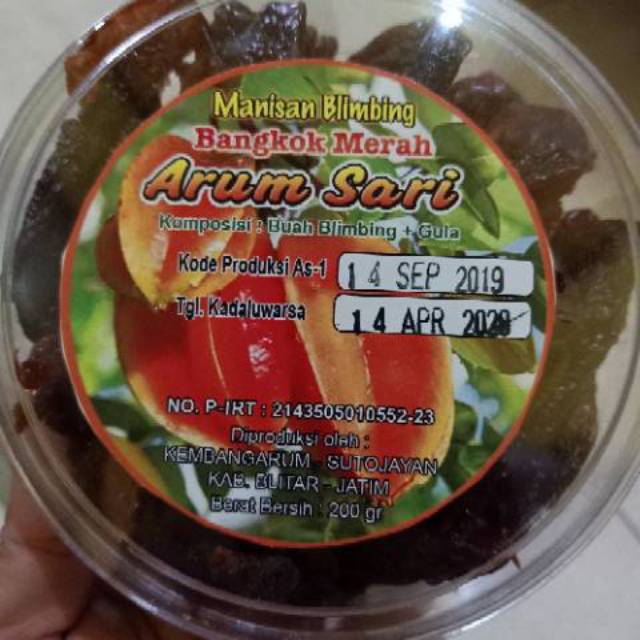 Manisan Blimbing
Bangkok Merah
Arum Sari
Komposisi : Buah Blimbing + Gula
Kode Produksi As-1 14 SEP 2019
Tgl. Kadaluwarsa 14 APR
NO. P-IRT : 2143505010552-23
Diproduksi oleh :
KEMBANGARUM - SUTOJAYAN
KAB. BLITAR - JATIM
Berat Bersih : 200 gr